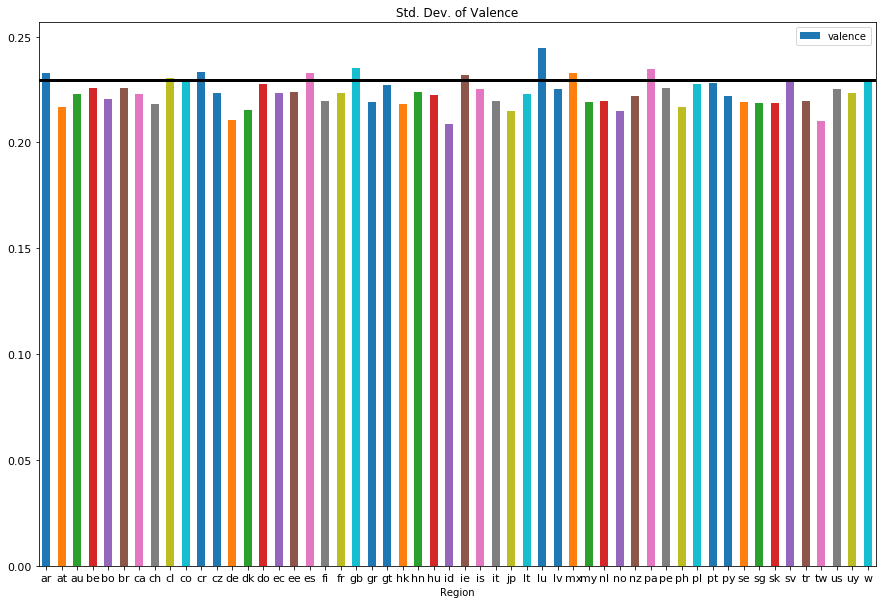 Std. Dev. of Valence
valence
0.25
0.20
0.15
0.10
0.05
0.00
ar at au be bo br ca ch cl co cr cz de dk do ec ee es fi fr gb gr gt hk hn hu id ie is it jp lt lu lv mx my nl no nz pa pe ph pl pt py se sg sk sv tr tw us uy w
Region